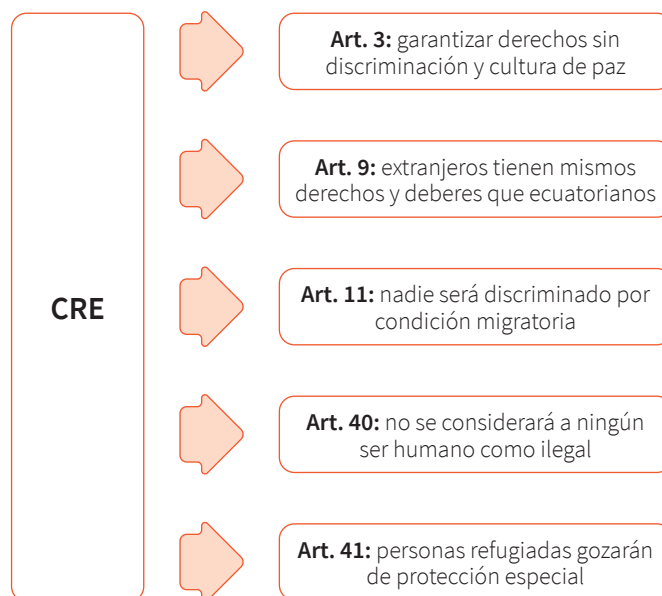 CRE
Art. 3: garantizar derechos sin
discriminación y cultura de paz
Art. 9: extranjeros tienen mismos
derechos y deberes que ecuatorianos
Art. 11: nadie será discriminado por
condición migratoria
Art. 40: no se considerará a ningún
ser humano como ilegal
Art. 41: personas refugiadas gozarán
de protección especial